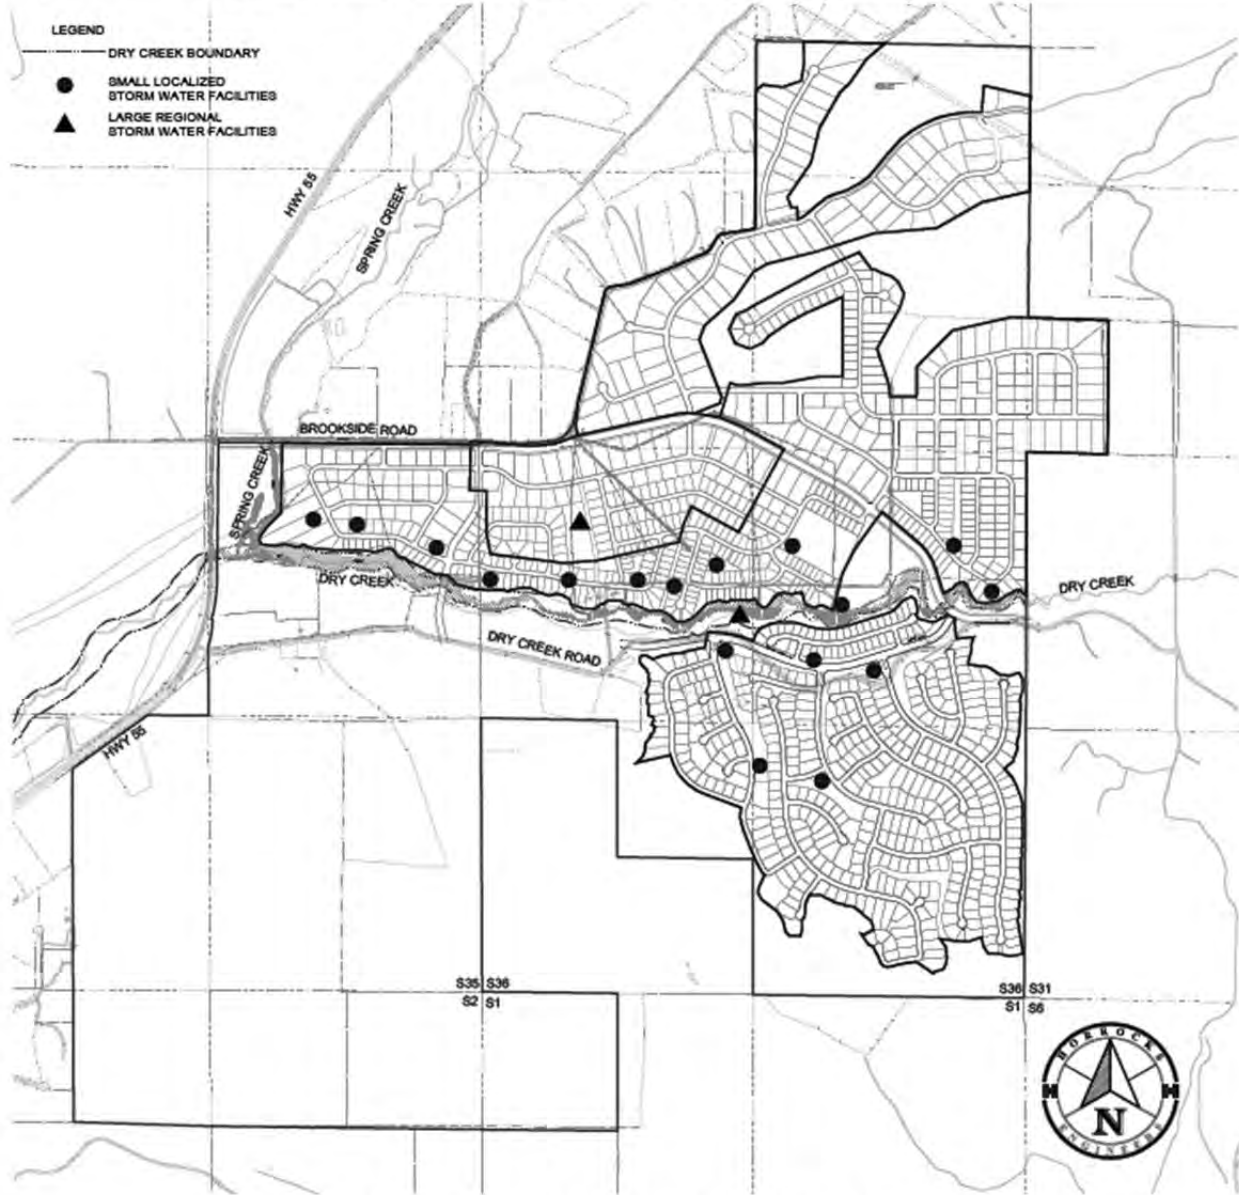 LEGEND
DRY CREEK BOUNDARY
SMALL LOCALIZED
STORM WATER FACILITIES
LARGE REGIONAL
STORM WATER FACILITIES
HWY 55
SPRING CREEK
BROOKSIDE ROAD
SPRING CREEK
DRY CREEK
DRY CREEK
DRY CREEK ROAD
HWY 55
S35 S36
S2 S1
S36 S31
S1 S6
HORROCKS
H H
N
ENGINEERS